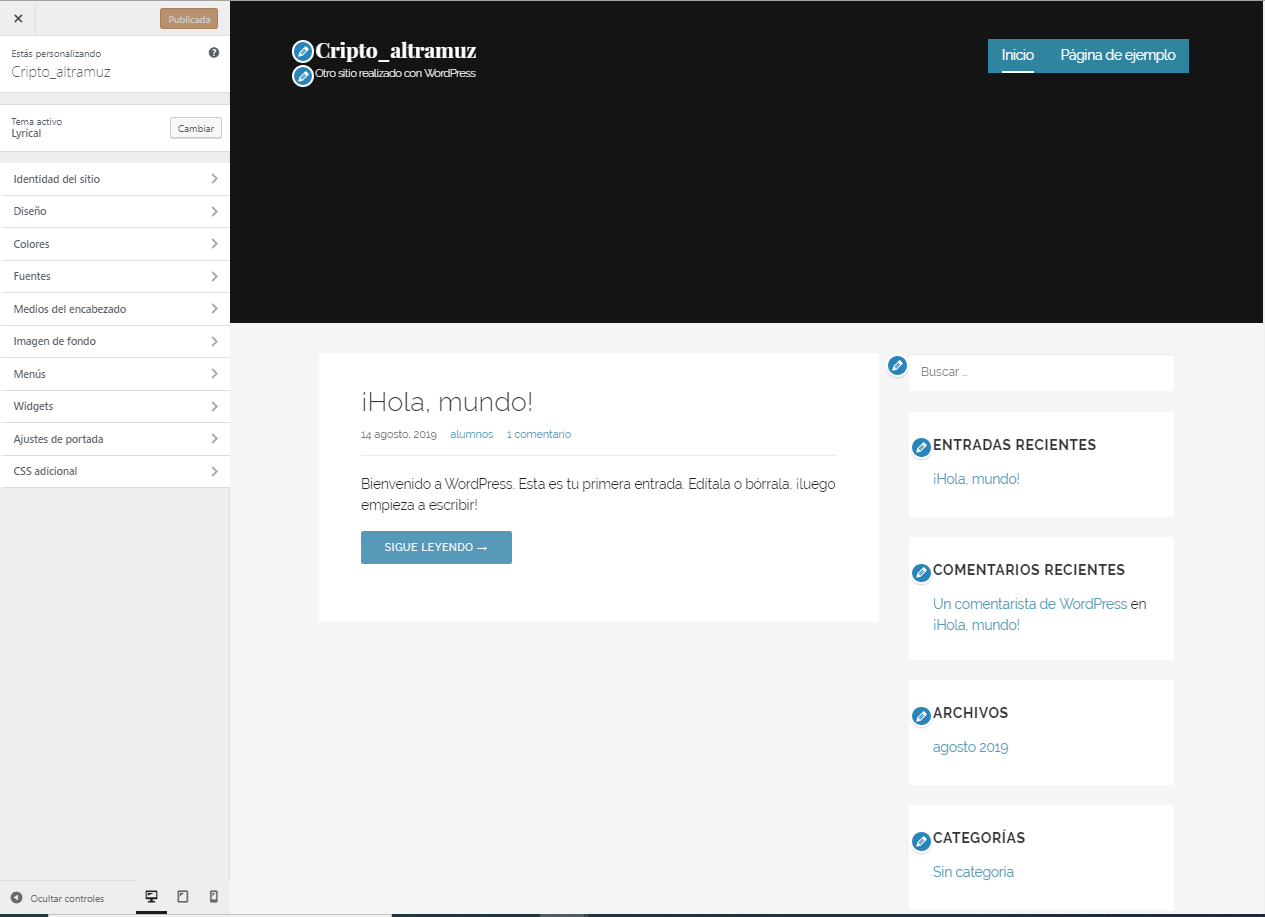 Publicada
Estás personalizando
Cripto_altramuz
Tema activo
Lyrical
Cambiar
Identidad del sitio
Diseño
Colores
Fuentes
Medios del encabezado
Imagen de fondo
Menús
Widgets
Ajustes de portada
CSS adicional
Ocultar controles
Cripto_altramuz
Otro sitio realizado con WordPress
Inicio Página de ejemplo
¡Hola, mundo!
14 agosto, 2019 alumnos 1 comentario
Bienvenido a WordPress. Esta es tu primera entrada. Edítala o bórrala, ¡luego
empieza a escribir!
SIGUE LEYENDO →
Buscar …
ENTRADAS RECIENTES
¡Hola, mundo!
COMENTARIOS RECIENTES
Un comentarista de WordPress en
¡Hola, mundo!
ARCHIVOS
agosto 2019
CATEGORÍAS
Sin categoría